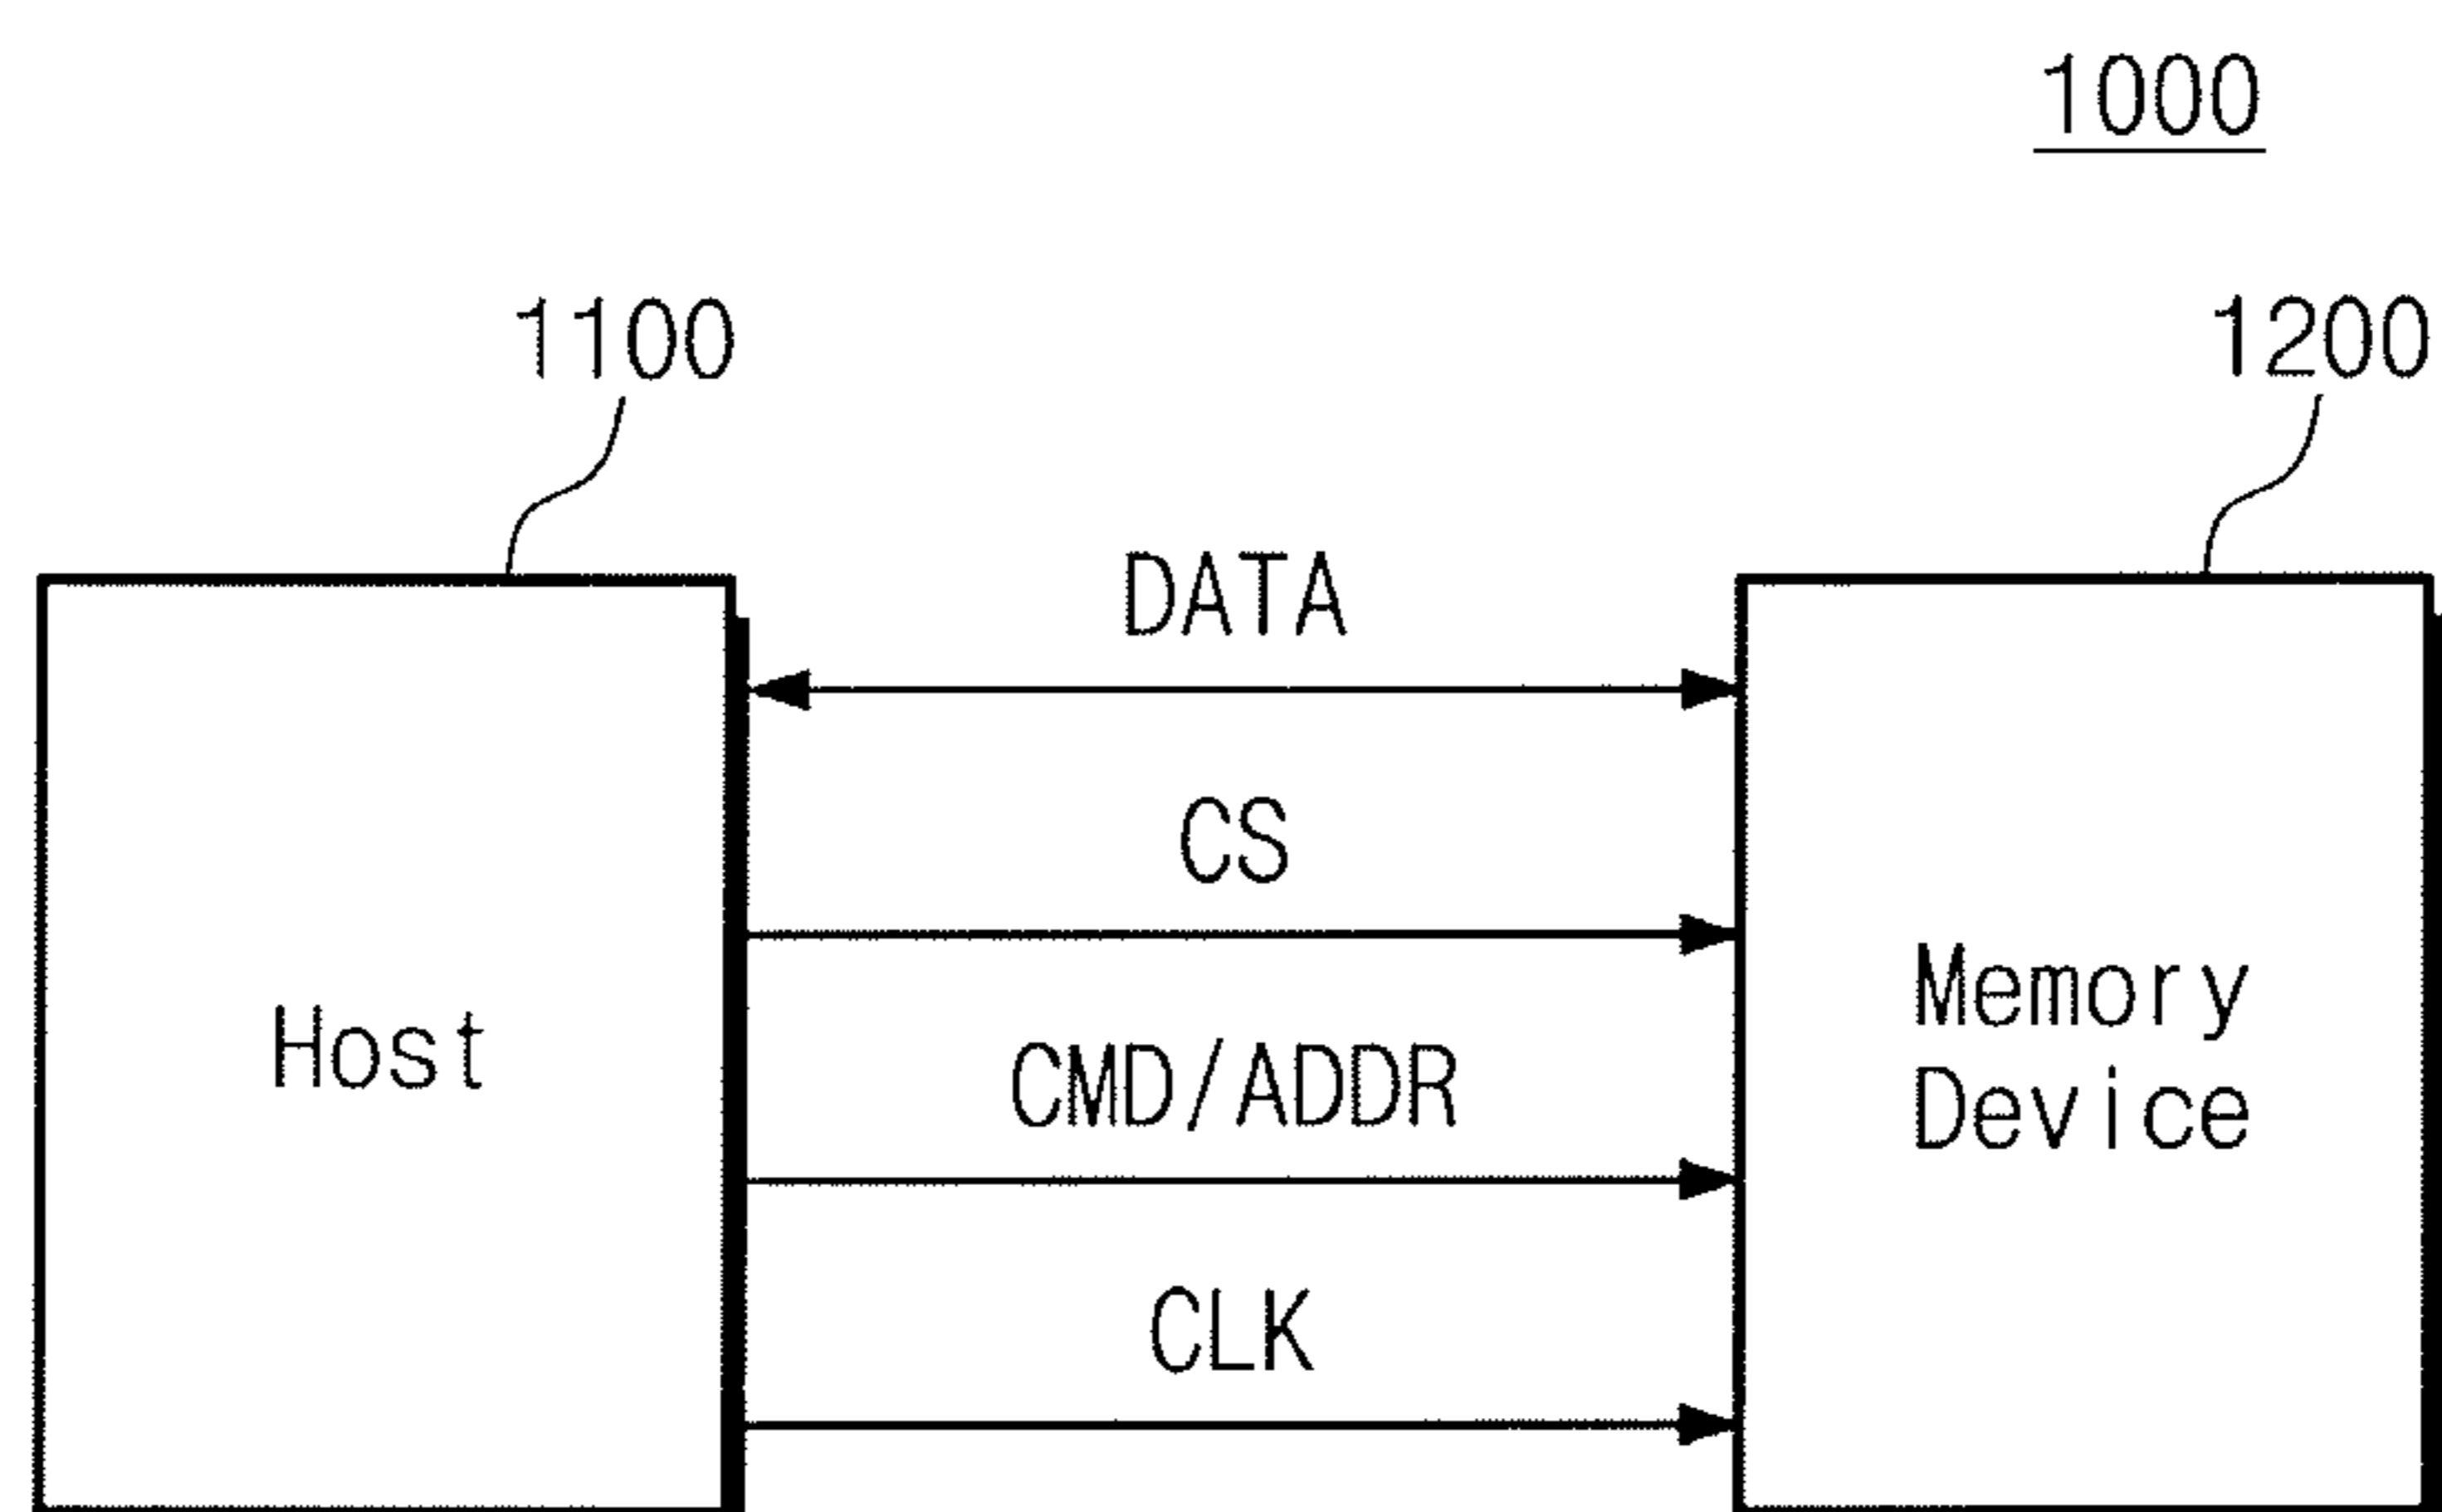 1000
1100
1200
DATA
CS
CMD/ADDR
CLK
Host
Memory
Device